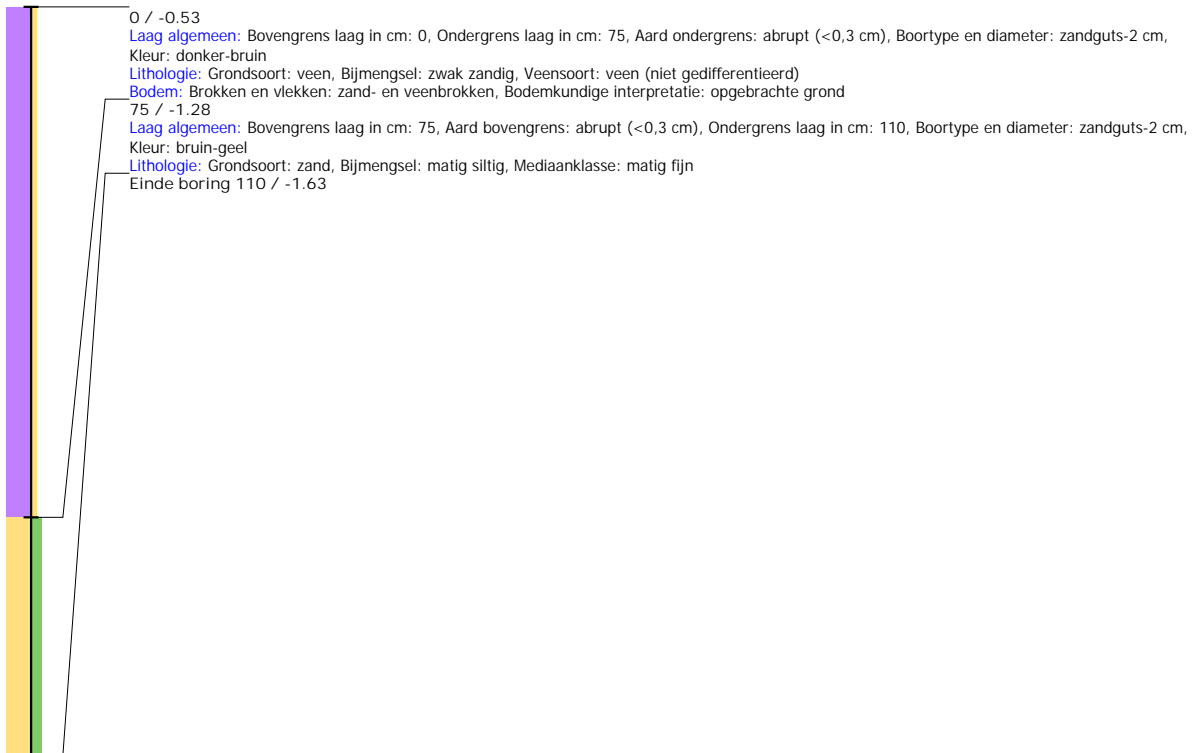 0 / -0.53
Laag algemeen: Bovengrens laag in cm: 0, Ondergrens laag in cm: 75, Aard ondergrens: abrupt (<0,3 cm), Boortype en diameter: zandguts-2 cm,
Kleur: donker-bruin
Lithologie: Grondsoort: veen, Bijmengsel: zwak zandig, Veensoort: veen (niet gedifferentieerd)
Bodem: Brokken en vlekken: zand- en veenbrokken, Bodemkundige interpretatie: opgebrachte grond
75 / -1.28
Laag algemeen: Bovengrens laag in cm: 75, Aard bovengrens: abrupt (<0,3 cm), Ondergrens laag in cm: 110, Boortype en diameter: zandguts-2 cm,
Kleur: bruin-geel
Lithologie: Grondsoort: zand, Bijmengsel: matig siltig, Mediaanklasse: matig fijn
Einde boring 110 / -1.63